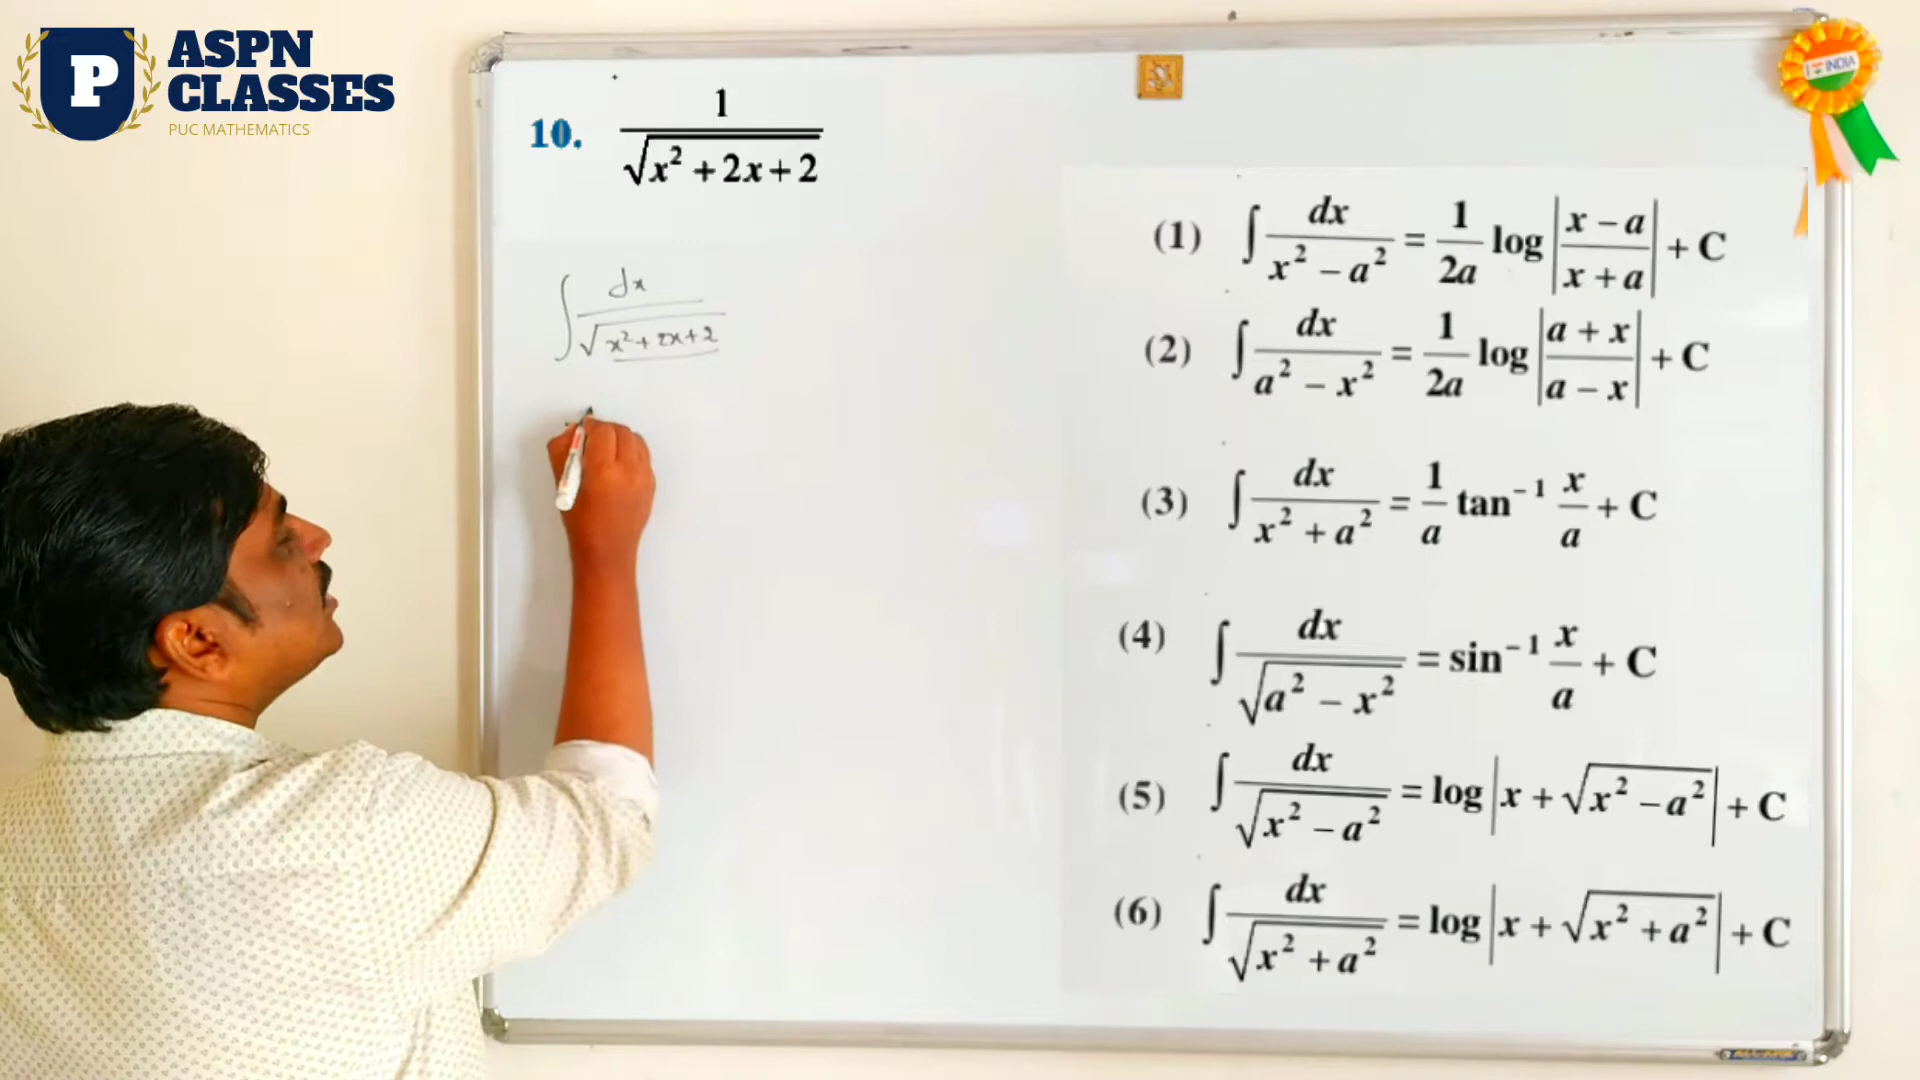 P
ASPN
CLASSES
PUC MATHEMATICS
10. 1/√(x² + 2x + 2)
∫ dx/√(x² + 2x + 2)
I INDIA
(1) ∫ dx/(x² − a²) = 1/2a log |(x − a)/(x + a)| + C
(2) ∫ dx/(a² − x²) = 1/2a log |(a + x)/(a − x)| + C
(3) ∫ dx/(x² + a²) = 1/a tan⁻¹ x/a + C
(4) ∫ dx/√(a² − x²) = sin⁻¹ x/a + C
(5) ∫ dx/√(x² − a²) = log |x + √(x² − a²)| + C
(6) ∫ dx/√(x² + a²) = log |x + √(x² + a²)| + C